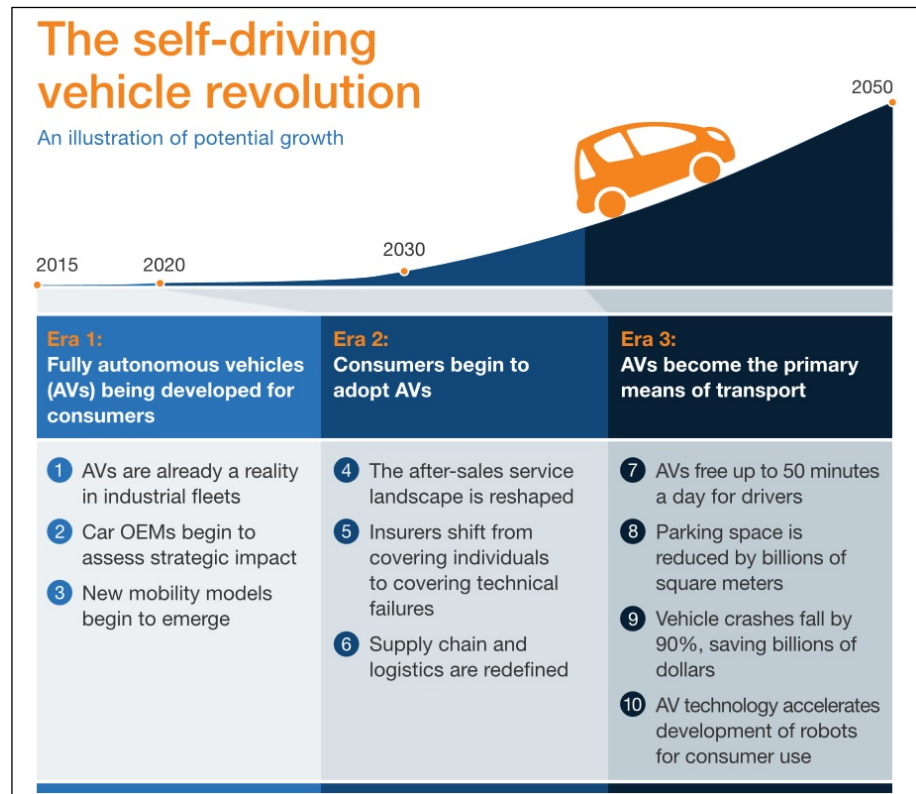 The self-driving
vehicle revolution
An illustration of potential growth
2050
2030
2015
2020
Era 1:
Fully autonomous vehicles
(AVs) being developed for
consumers
Era 2:
Consumers begin to
adopt AVs
Era 3:
AVs become the primary
means of transport
1 AVs are already a reality
in industrial fleets
2 Car OEMs begin to
assess strategic impact
3 New mobility models
begin to emerge
4 The after-sales service
landscape is reshaped
5 Insurers shift from
covering individuals
to covering technical
failures
6 Supply chain and
logistics are redefined
7 AVs free up to 50 minutes
a day for drivers
8 Parking space is
reduced by billions of
square meters
9 Vehicle crashes fall by
90%, saving billions of
dollars
10 AV technology accelerates
development of robots
for consumer use